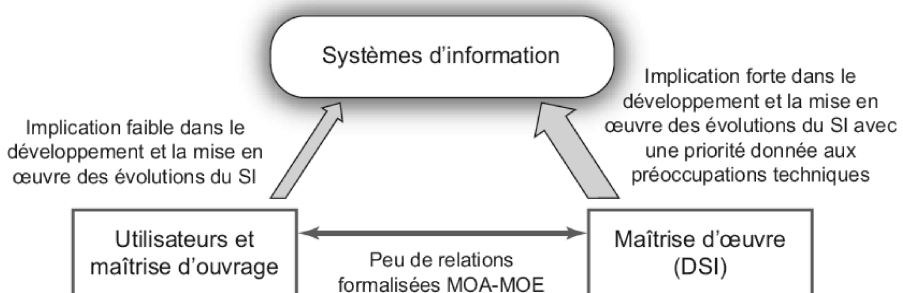 Systèmes d’information
Implication faible dans le
développement et la mise en
œuvre des évolutions du SI
Implication forte dans le
développement et la mise en
œuvre des évolutions du SI avec
une priorité donnée aux
préoccupations techniques
Utilisateurs et
maîtrise d’ouvrage
Peu de relations
formalisées MOA-MOE
Maîtrise d’œuvre
(DSI)